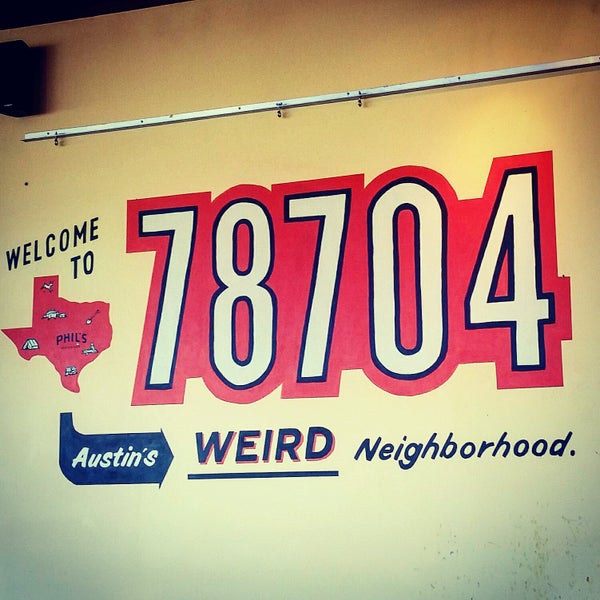 WELCOME
TO
78704
PHIL'S
Austin's WEIRD Neighborhood.